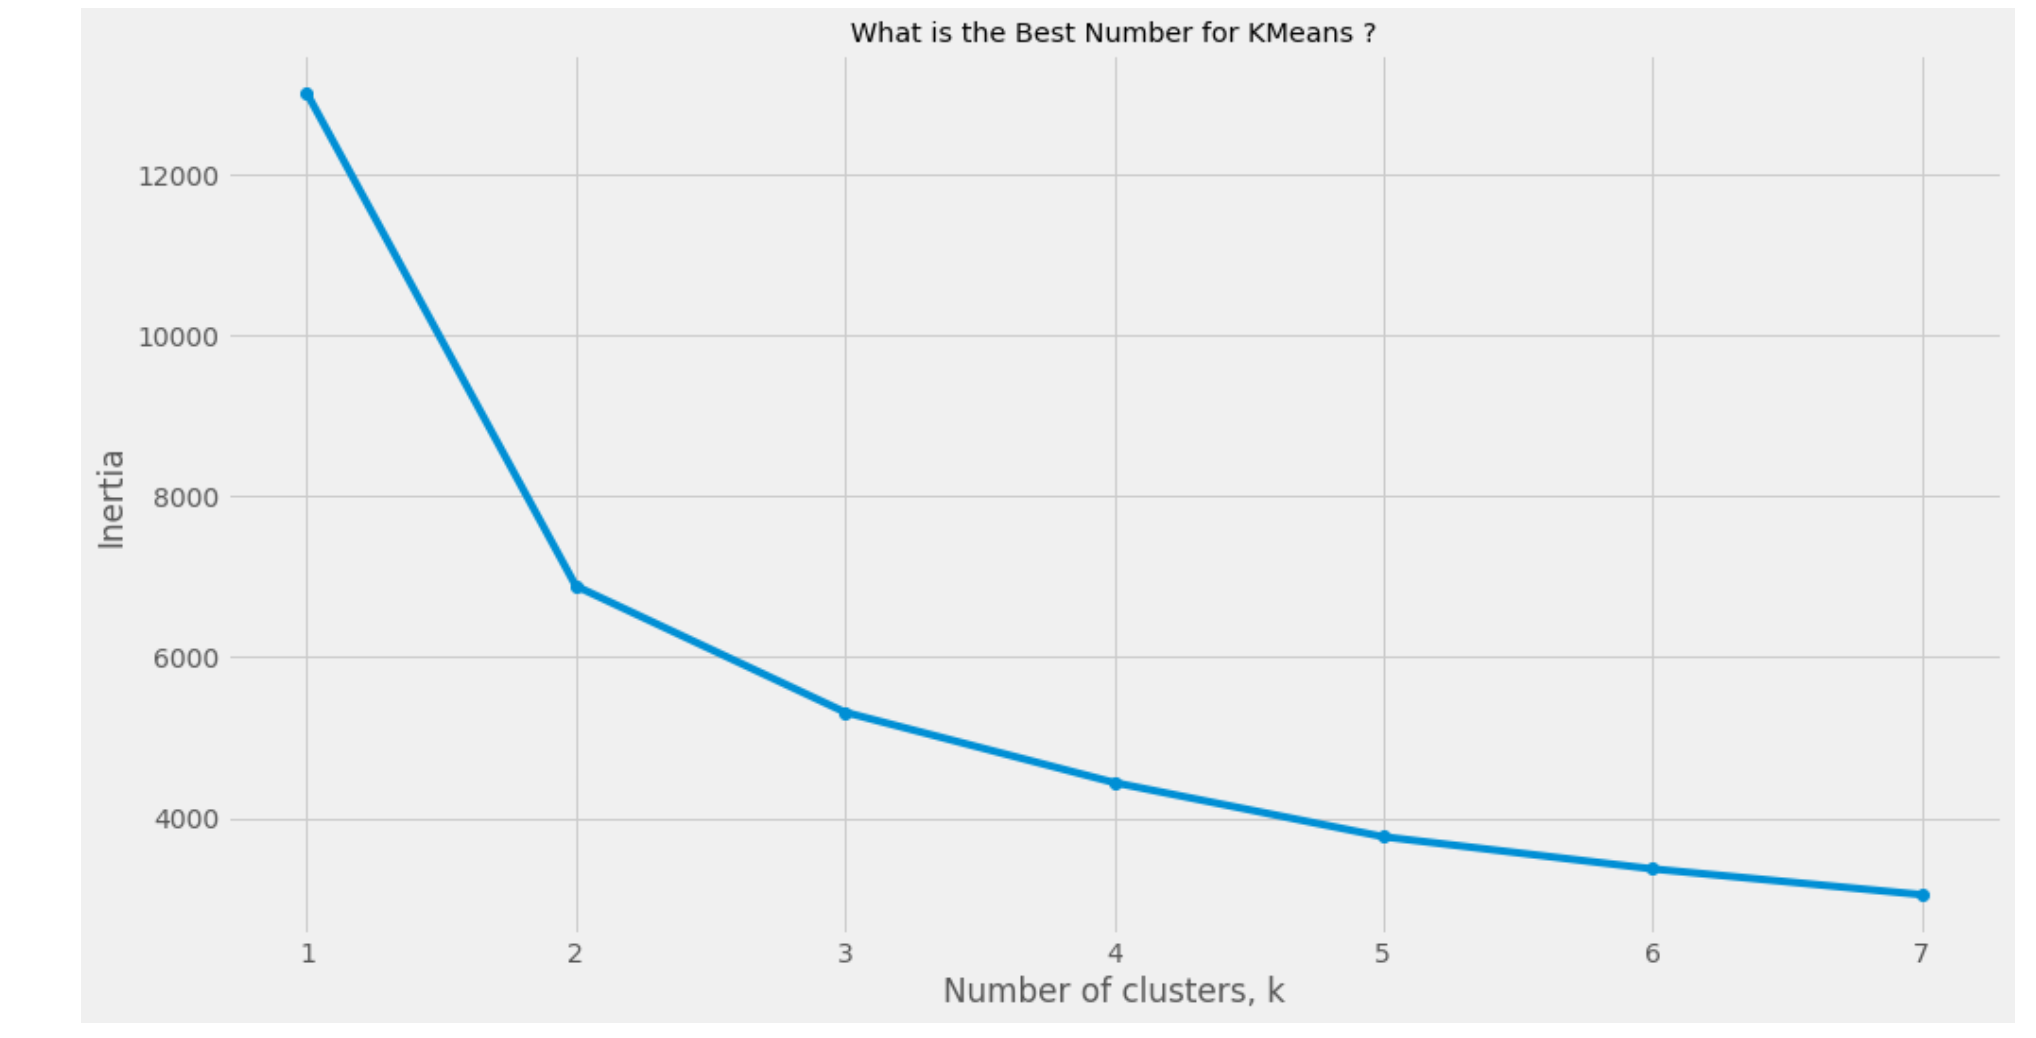 What is the Best Number for KMeans ?
12000
10000
8000
6000
4000
Inertia
1 2 3 4 5 6 7
Number of clusters, k